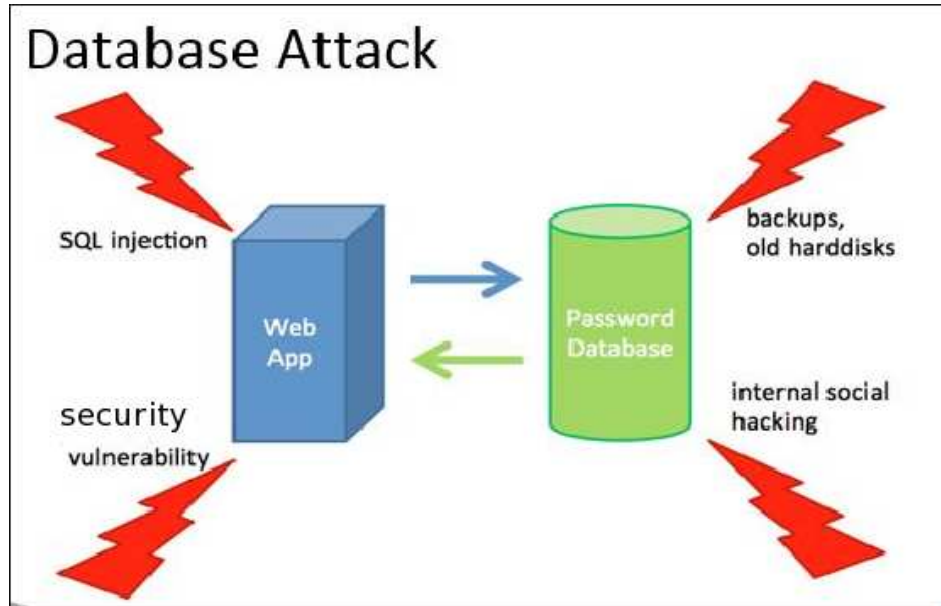 Database Attack
SQL injection
backups,
old harddisks
Web
App
Password
Database
security
vulnerability
internal social
hacking